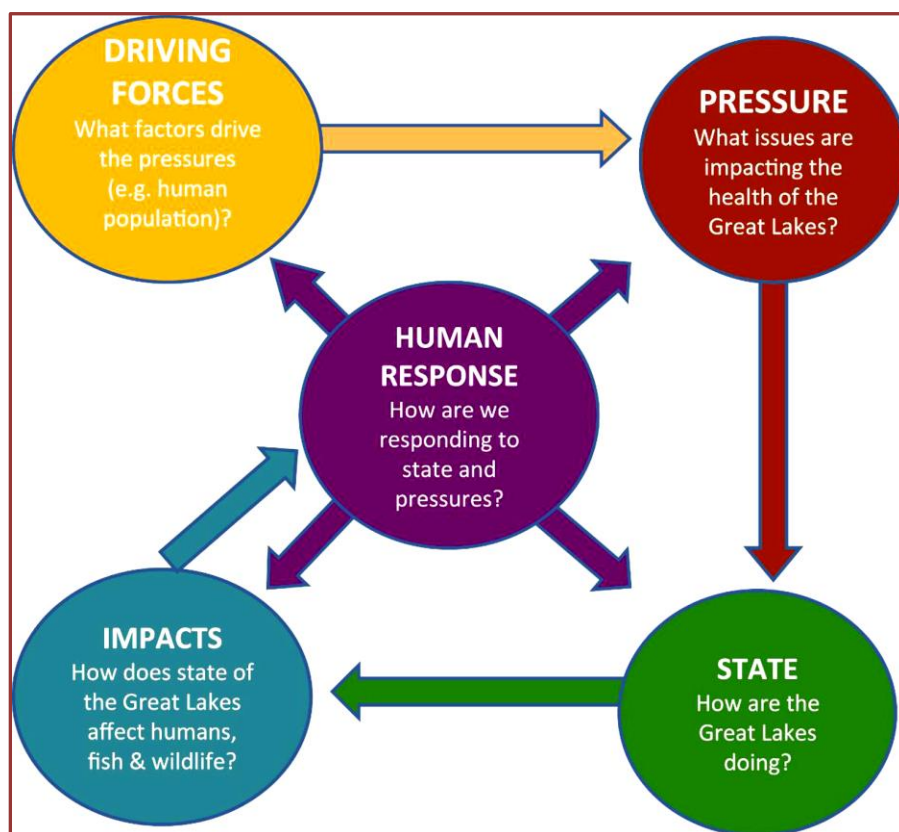 DRIVING
FORCES
What factors drive
the pressures
(e.g. human
population)?
PRESSURE
What issues are
impacting the
health of the
Great Lakes?
HUMAN
RESPONSE
How are we
responding to
state and
pressures?
IMPACTS
How does state of
the Great Lakes
affect humans,
fish & wildlife?
STATE
How are the
Great Lakes
doing?